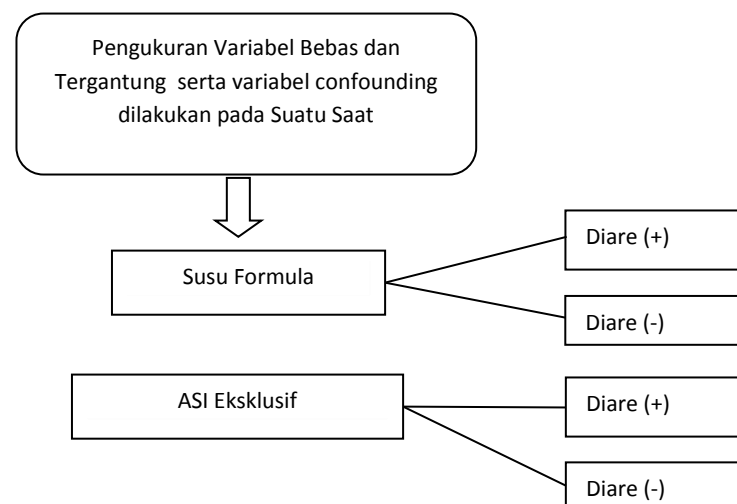 Pengukuran Variabel Bebas dan
Tergantung serta variabel confounding
dilakukan pada Suatu Saat
Diare (+)
Susu Formula
Diare (-)
ASI Eksklusif
Diare (+)
Diare (-)